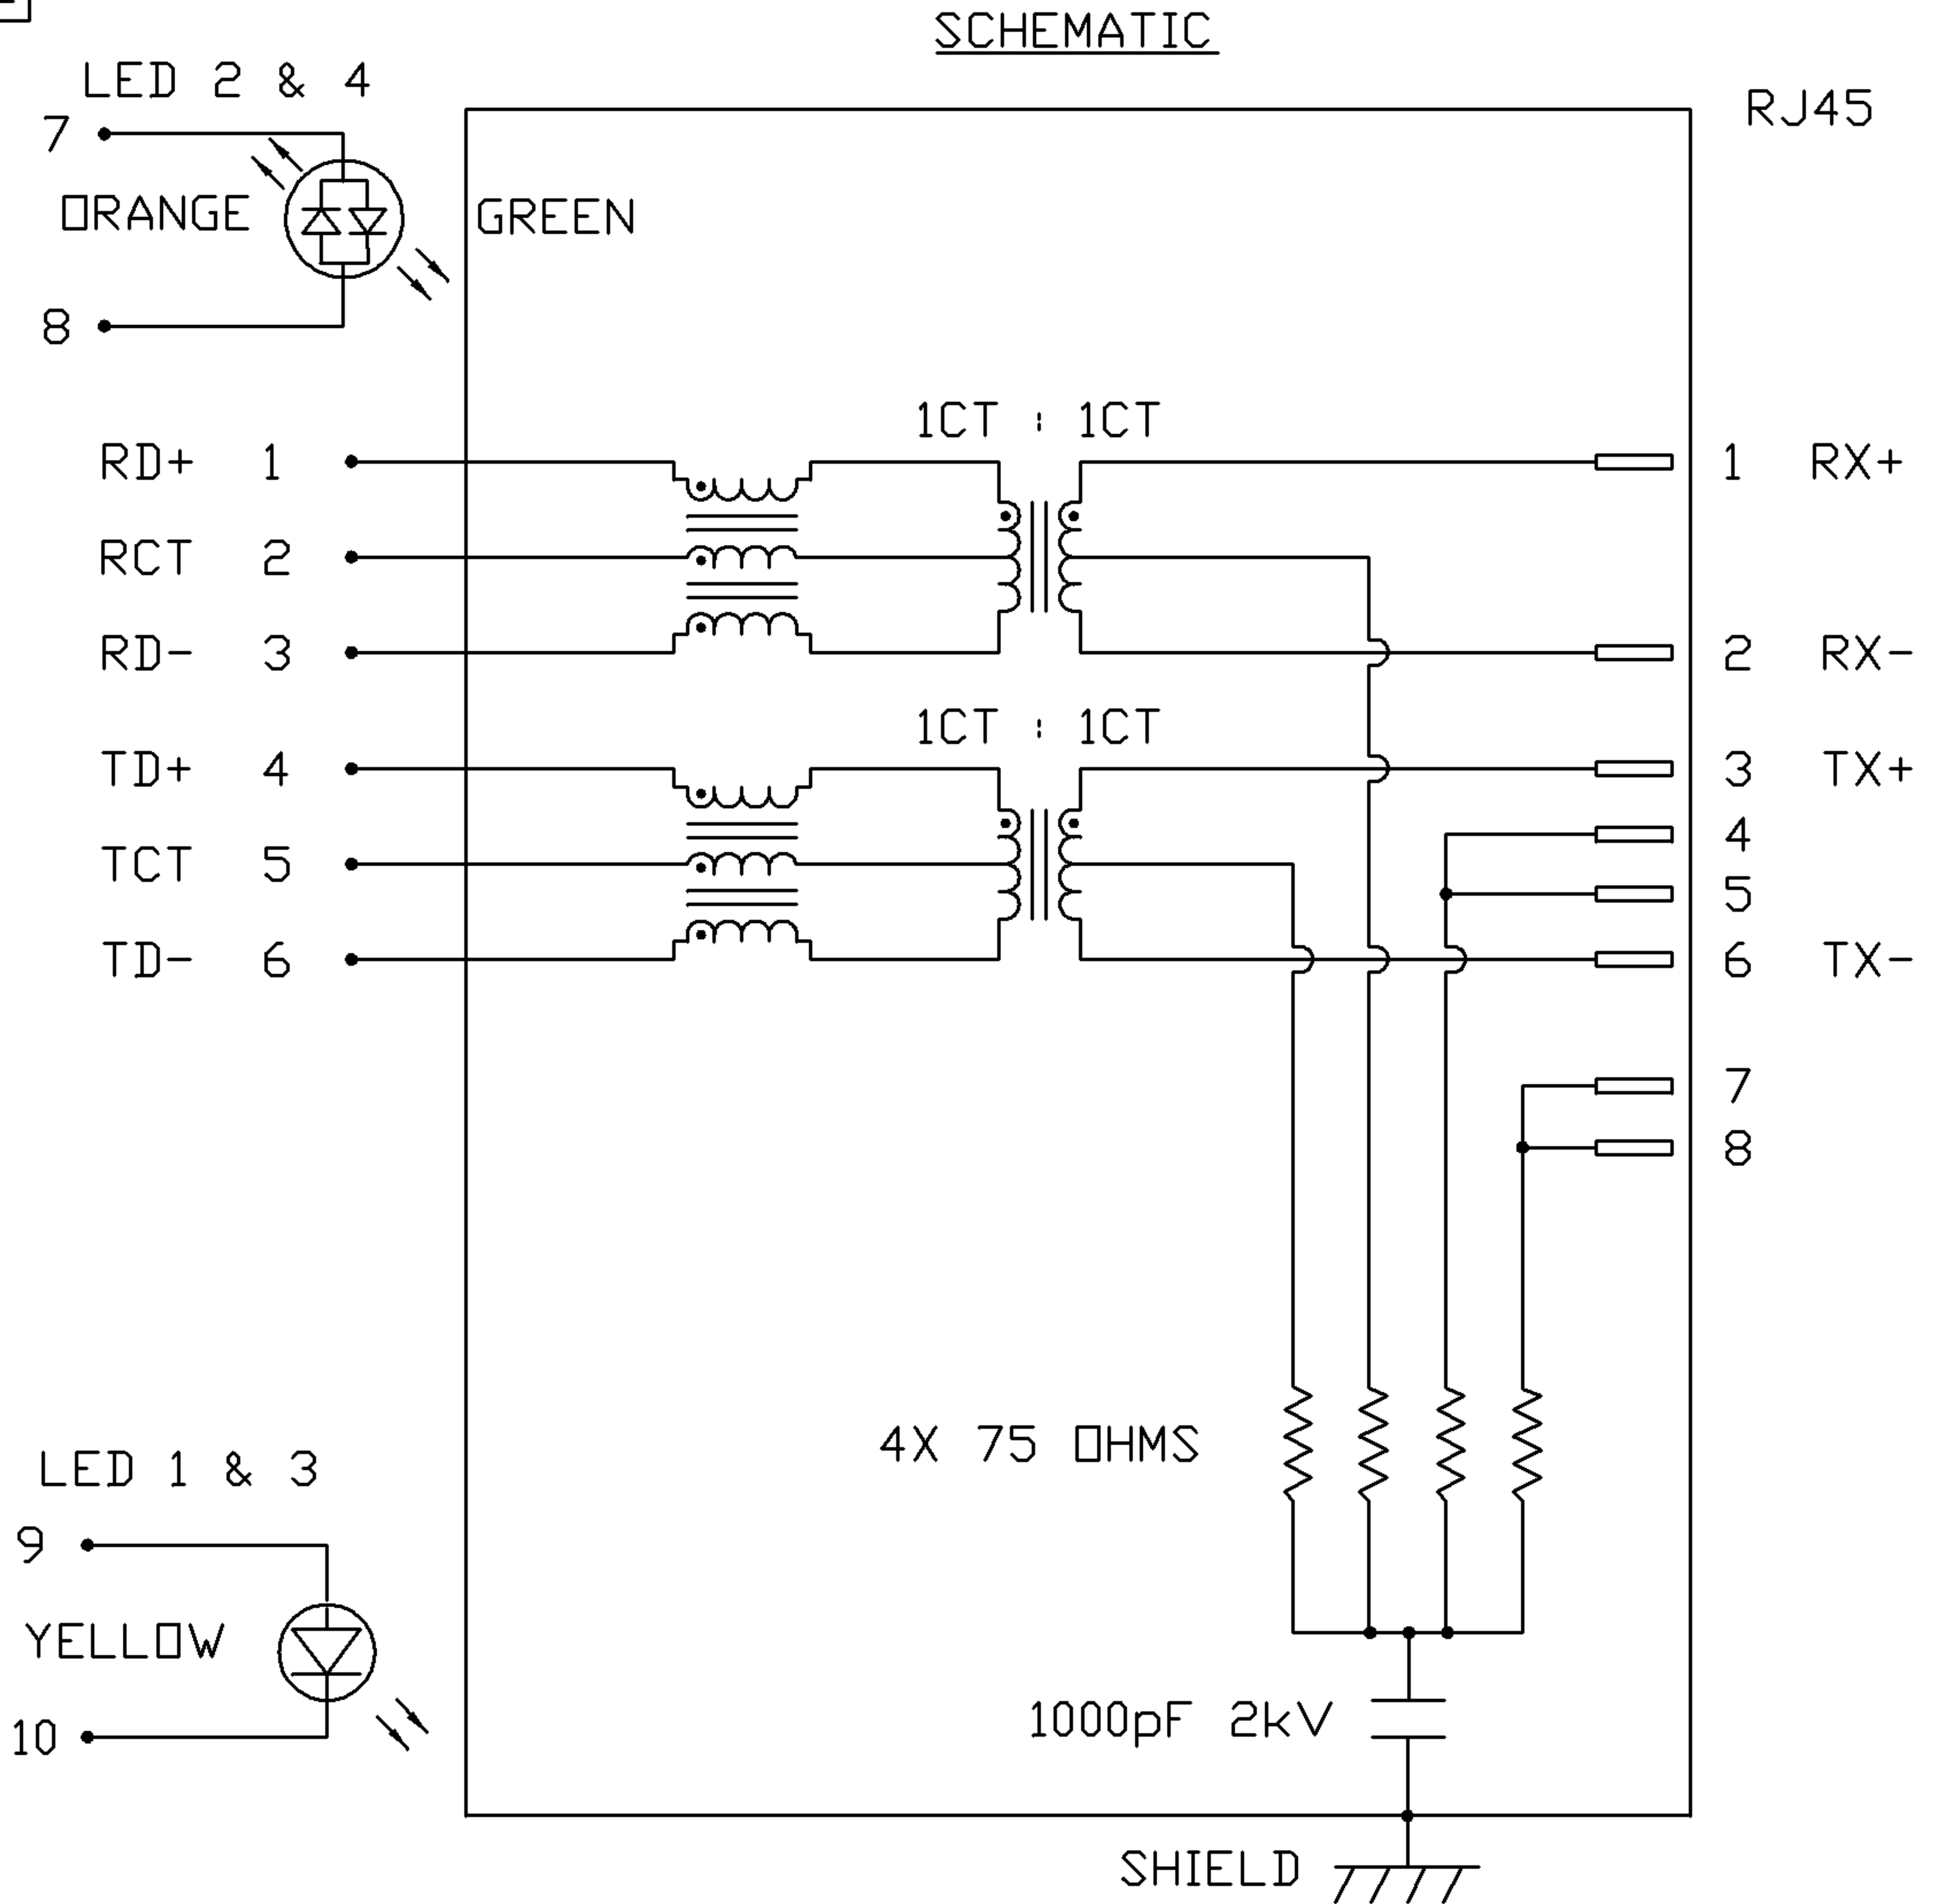 SCHEMATIC
RJ45
LED 2 & 4
7
ORANGE
GREEN
8
1CT : 1CT
RD+ 1
1 RX+
RCT 2
RD- 3
2 RX-
1CT : 1CT
TD+ 4
3 TX+
4
TCT 5
5
TD- 6
6 TX-
7
8
4X 75 OHMS
LED 1 & 3
9
YELLOW
10
1000pF 2kV
SHIELD